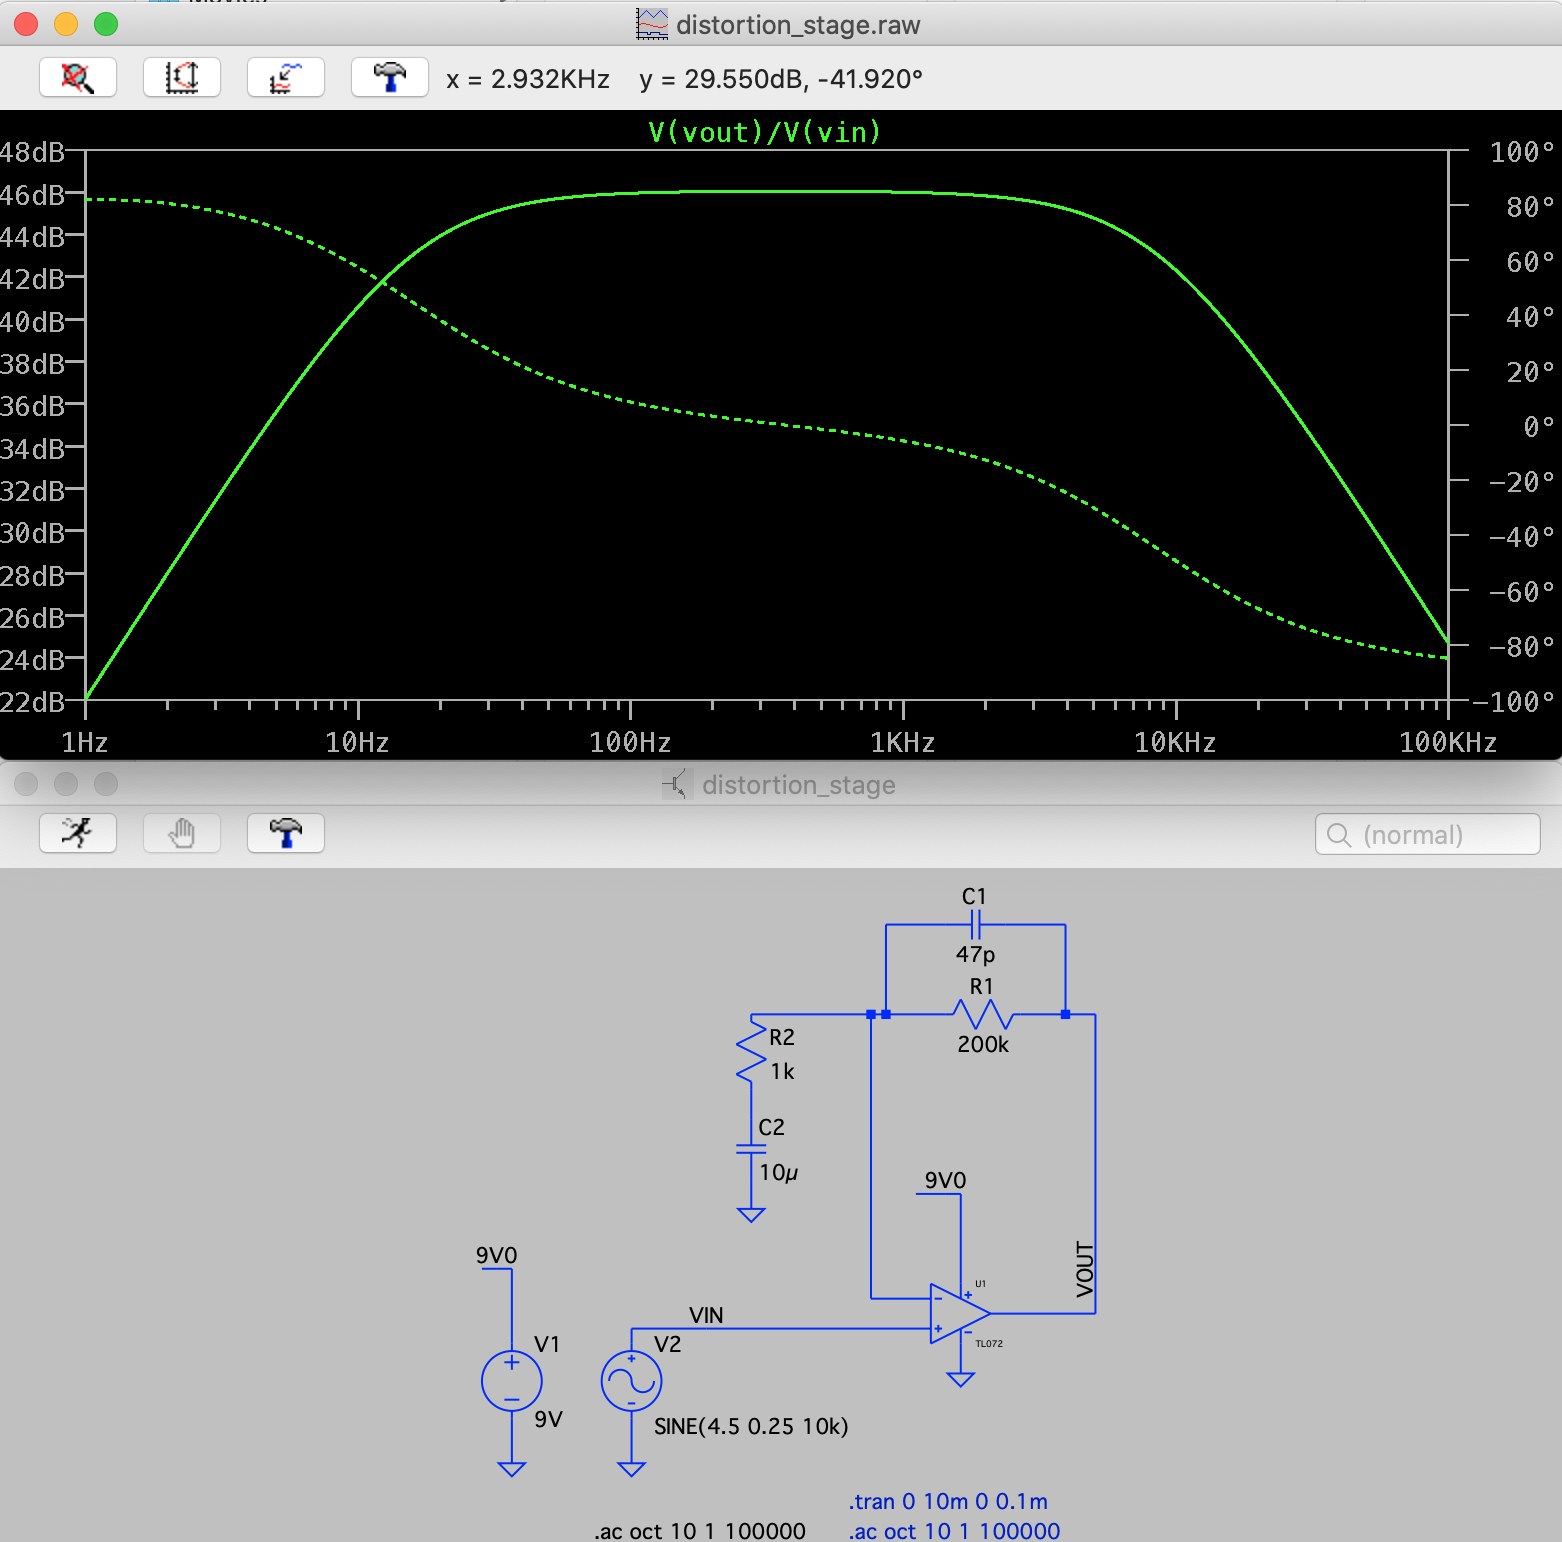 distortion_stage.raw
x = 2.932KHz y = 29.550dB, -41.920°
V(vout)/V(vin)
48dB 100°
46dB 80°
44dB
42dB 60°
40dB 40°
38dB 20°
36dB
34dB 0°
32dB -20°
30dB -40°
28dB
26dB -60°
24dB -80°
22dB -100°
1Hz 10Hz 100Hz 1KHz 10KHz 100KHz
distortion_stage
(normal)
C1
47p
R1
200k
R2
1k
C2
10µ
9V0
VOUT
U1
TL072
9V0
VIN
V1
9V
V2
SINE(4.5 0.25 10k)
.tran 0 10m 0 0.1m
.ac oct 10 1 100000 .ac oct 10 1 100000